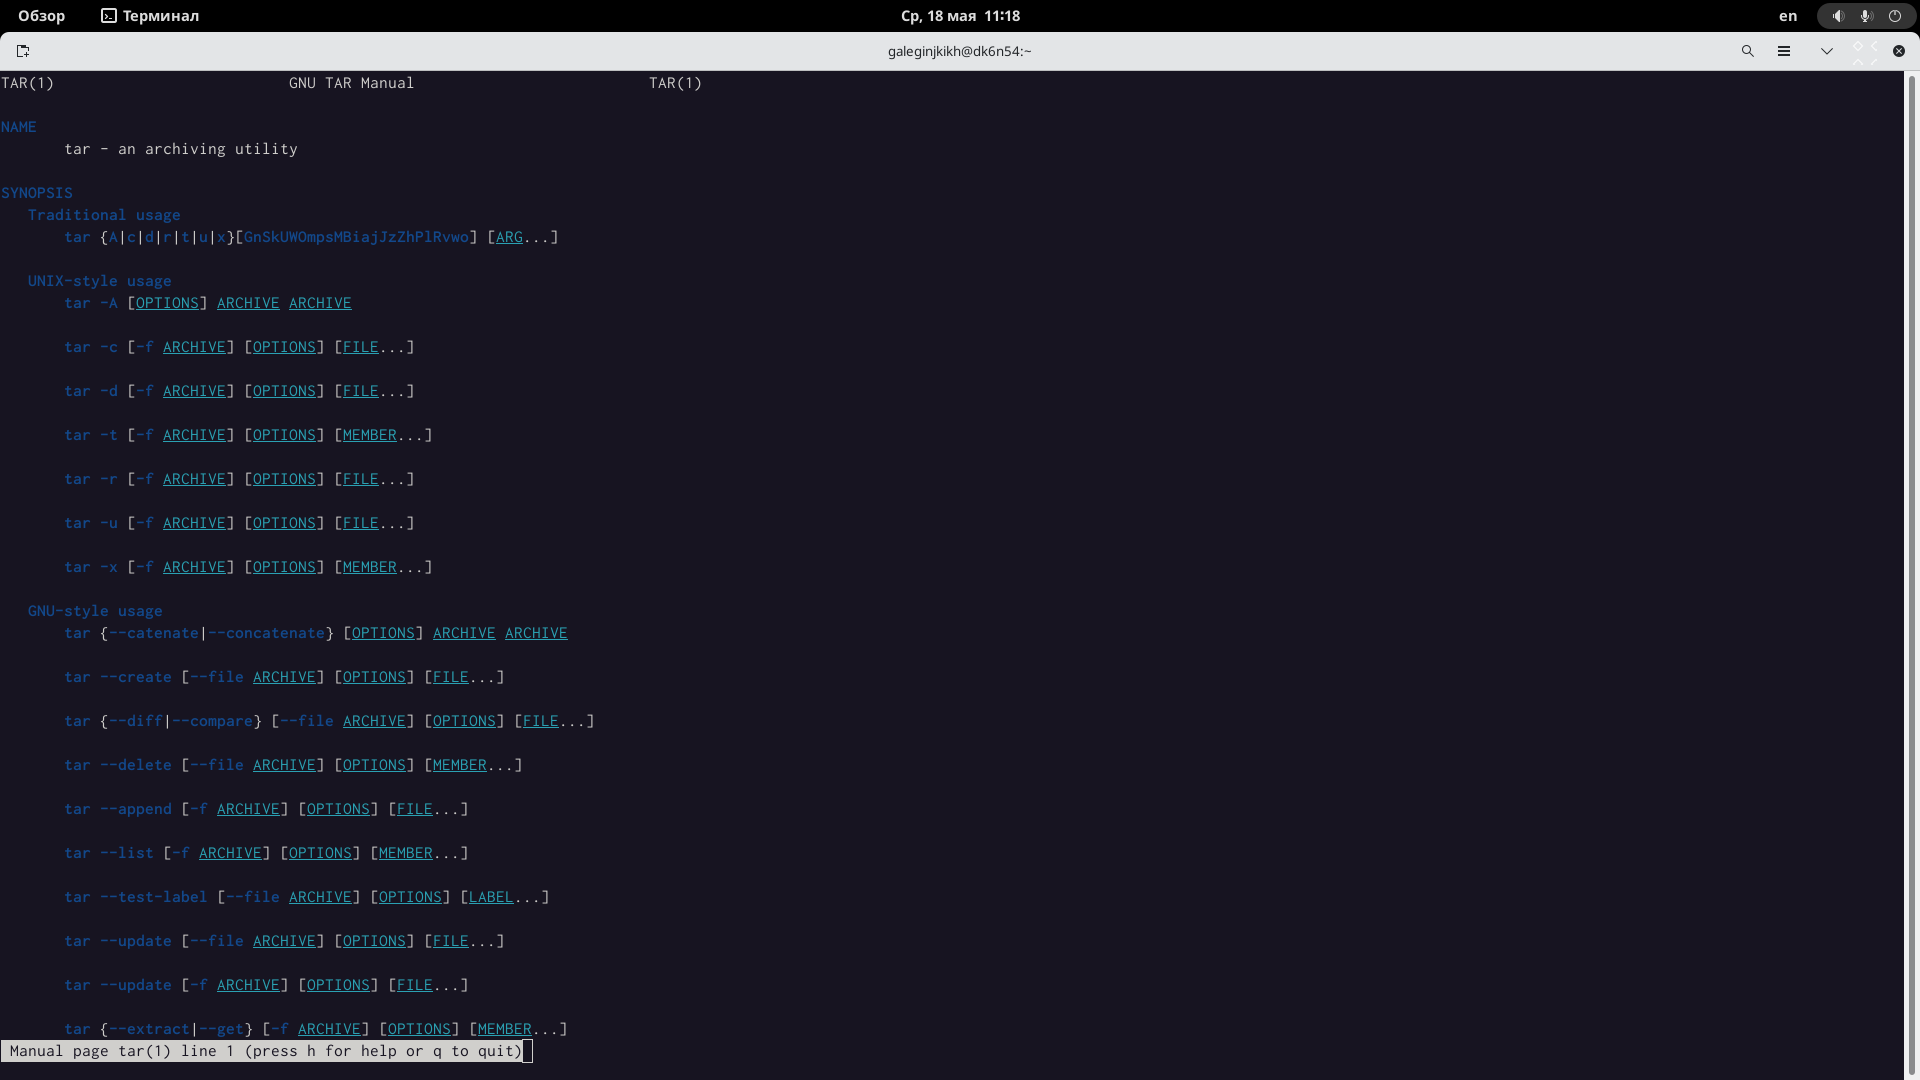 Обзор Терминал Ср, 18 мая 11:18 en
galeginjkikh@dk6n54:~
TAR(1) GNU TAR Manual TAR(1)
NAME
tar - an archiving utility
SYNOPSIS
Traditional usage
tar {A|c|d|r|t|u|x}[GnSkUWOmpsMBiajJzZhPlRvwo] [ARG...]
UNIX-style usage
tar -A [OPTIONS] ARCHIVE ARCHIVE
tar -c [-f ARCHIVE] [OPTIONS] [FILE...]
tar -d [-f ARCHIVE] [OPTIONS] [FILE...]
tar -t [-f ARCHIVE] [OPTIONS] [MEMBER...]
tar -r [-f ARCHIVE] [OPTIONS] [FILE...]
tar -u [-f ARCHIVE] [OPTIONS] [FILE...]
tar -x [-f ARCHIVE] [OPTIONS] [MEMBER...]
GNU-style usage
tar {--catenate|--concatenate} [OPTIONS] ARCHIVE ARCHIVE
tar --create [--file ARCHIVE] [OPTIONS] [FILE...]
tar {--diff|--compare} [--file ARCHIVE] [OPTIONS] [FILE...]
tar --delete [--file ARCHIVE] [OPTIONS] [MEMBER...]
tar --append [-f ARCHIVE] [OPTIONS] [FILE...]
tar --list [-f ARCHIVE] [OPTIONS] [MEMBER...]
tar --test-label [--file ARCHIVE] [OPTIONS] [LABEL...]
tar --update [--file ARCHIVE] [OPTIONS] [FILE...]
tar --update [-f ARCHIVE] [OPTIONS] [FILE...]
tar {--extract|--get} [-f ARCHIVE] [OPTIONS] [MEMBER...]
Manual page tar(1) line 1 (press h for help or q to quit)